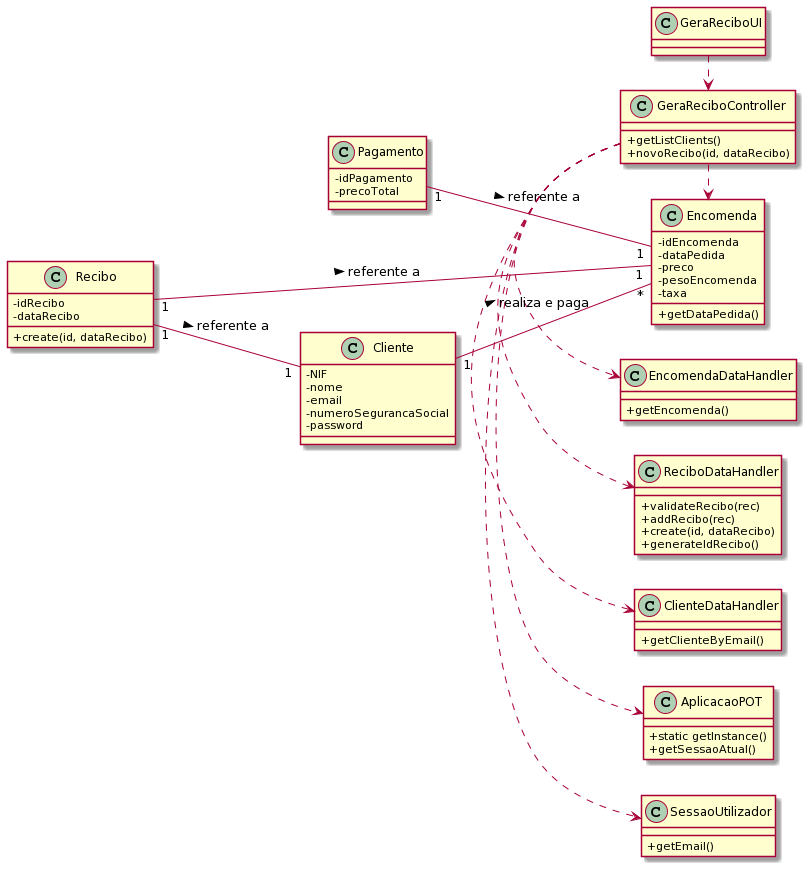 C GeraReciboUI
C GeraReciboController
+getListClients()
+novoRecibo(id, dataRecibo)
C Pagamento
-idPagamento
-precoTotal
1
referente a
1
C Encomenda
-idEncomenda
-dataPedida
-preco
-pesoEncomenda
-taxa
+getDataPedida()
C Recibo
-idRecibo
-dataRecibo
+create(id, dataRecibo)
1
referente a
1
1
referente a
1
C Cliente
-NIF
-nome
-email
-numeroSegurancaSocial
-password
1
realiza e paga
*
C EncomendaDataHandler
+getEncomenda()
C ReciboDataHandler
+validateRecibo(rec)
+addRecibo(rec)
+create(id, dataRecibo)
+generateIdRecibo()
C ClienteDataHandler
+getClienteByEmail()
C AplicacaoPOT
+static getInstance()
+getSessaoAtual()
C SessaoUtilizador
+getEmail()